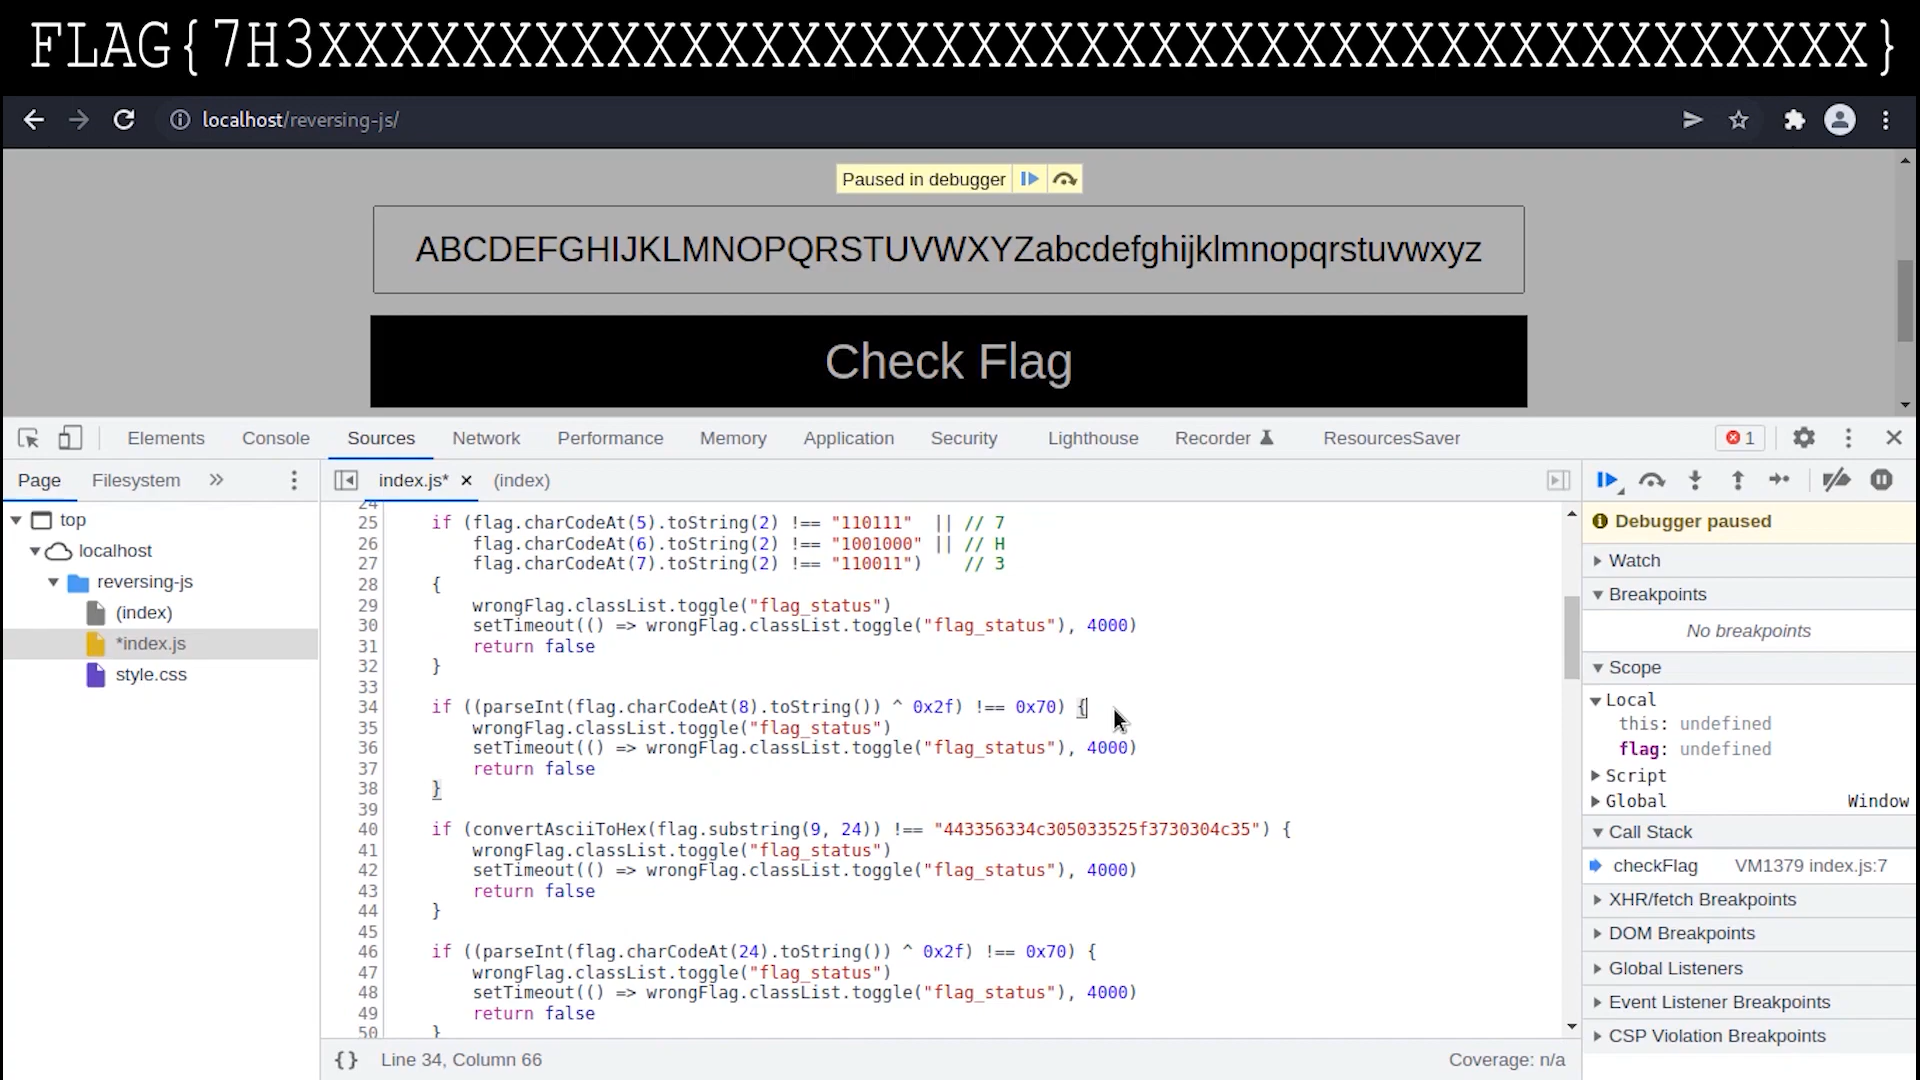 FLAG{7H3XXXXXXXXXXXXXXXXXXXXXXXXXXXXXXXXXXXXXXXXX}
localhost/reversing-js/
Paused in debugger
ABCDEFGHIJKLMNOPQRSTUVWXYZabcdefghijklmnopqrstuvwxyz
Check Flag
Elements Console Sources Network Performance Memory Application Security Lighthouse Recorder ResourcesSaver 1
Page Filesystem »
index.js* × (index)
top
localhost
reversing-js
(index)
*index.js
style.css
24
25 if (flag.charCodeAt(5).toString(2) !== "110111" || // 7
26 flag.charCodeAt(6).toString(2) !== "1001000" || // H
27 flag.charCodeAt(7).toString(2) !== "110011") // 3
28 {
29 wrongFlag.classList.toggle("flag_status")
30 setTimeout(() => wrongFlag.classList.toggle("flag_status"), 4000)
31 return false
32 }
33
34 if ((parseInt(flag.charCodeAt(8).toString()) ^ 0x2f) !== 0x70) {
35 wrongFlag.classList.toggle("flag_status")
36 setTimeout(() => wrongFlag.classList.toggle("flag_status"), 4000)
37 return false
38 }
39
40 if (convertAsciiToHex(flag.substring(9, 24)) !== "443356334c305033525f3730304c35") {
41 wrongFlag.classList.toggle("flag_status")
42 setTimeout(() => wrongFlag.classList.toggle("flag_status"), 4000)
43 return false
44 }
45
46 if ((parseInt(flag.charCodeAt(24).toString()) ^ 0x2f) !== 0x70) {
47 wrongFlag.classList.toggle("flag_status")
48 setTimeout(() => wrongFlag.classList.toggle("flag_status"), 4000)
49 return false
50 }
{} Line 34, Column 66
Coverage: n/a
Debugger paused
Watch
Breakpoints
No breakpoints
Scope
Local
this: undefined
flag: undefined
Script
Global Window
Call Stack
checkFlag VM1379 index.js:7
XHR/fetch Breakpoints
DOM Breakpoints
Global Listeners
Event Listener Breakpoints
CSP Violation Breakpoints